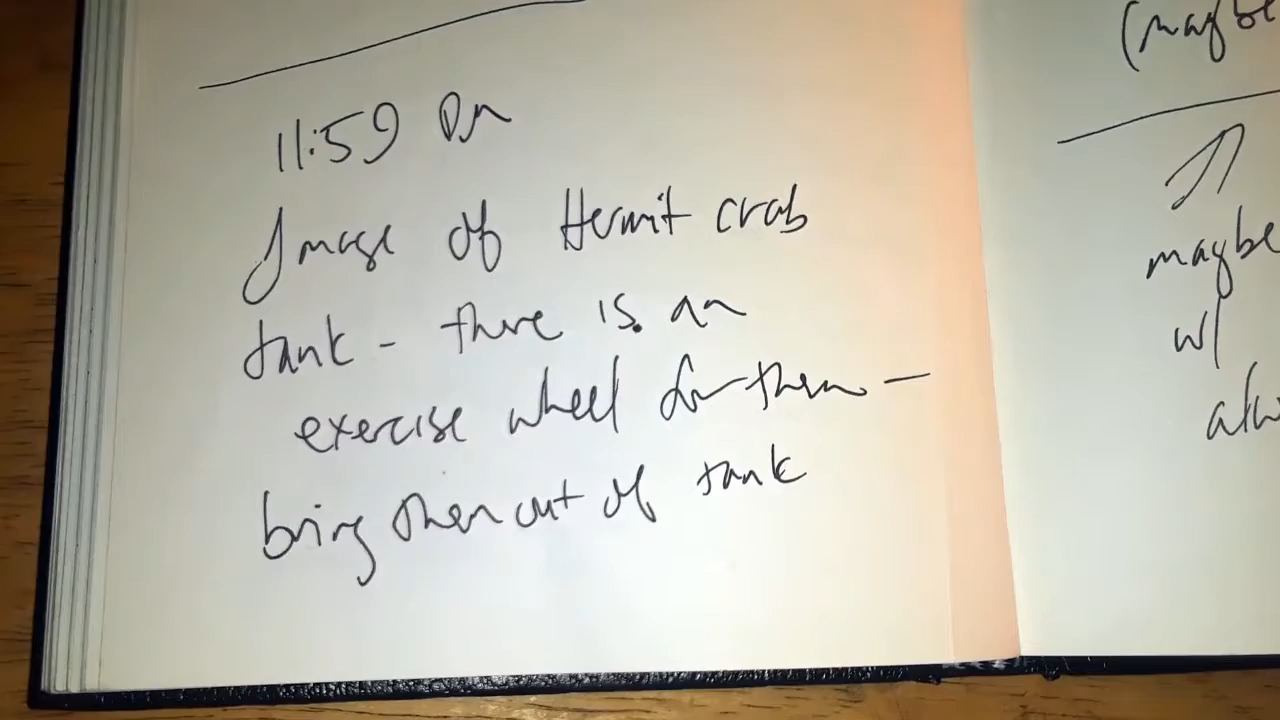 11:59 pm
Image of Hermit crab
tank - there is an
exercise wheel for them -
bring them out of tank
(maybe
maybe
w/